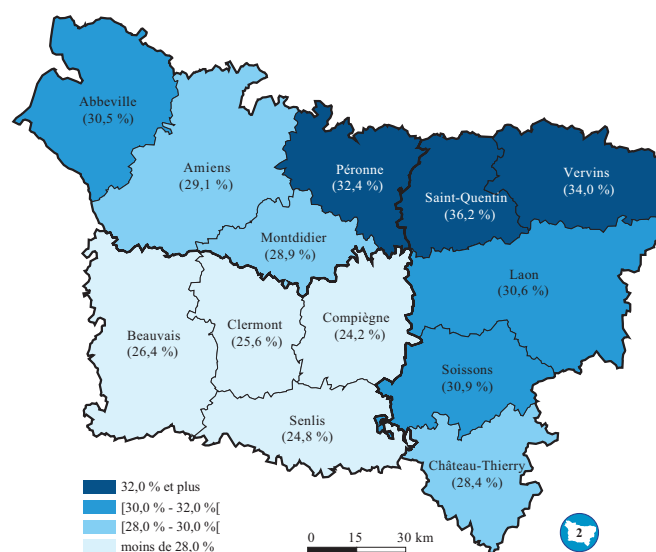 Abbeville
(30,5 %)
Amiens
(29,1 %)
Péronne
(32,4 %)
Saint-Quentin
(36,2 %)
Vervins
(34,0 %)
Montdidier
(28,9 %)
Laon
(30,6 %)
Beauvais
(26,4 %)
Clermont
(25,6 %)
Compiègne
(24,2 %)
Soissons
(30,9 %)
Senlis
(24,8 %)
Château-Thierry
(28,4 %)
32,0 % et plus
[30,0 % - 32,0 %[
[28,0 % - 30,0 %[
moins de 28,0 %
0 15 30 km
2